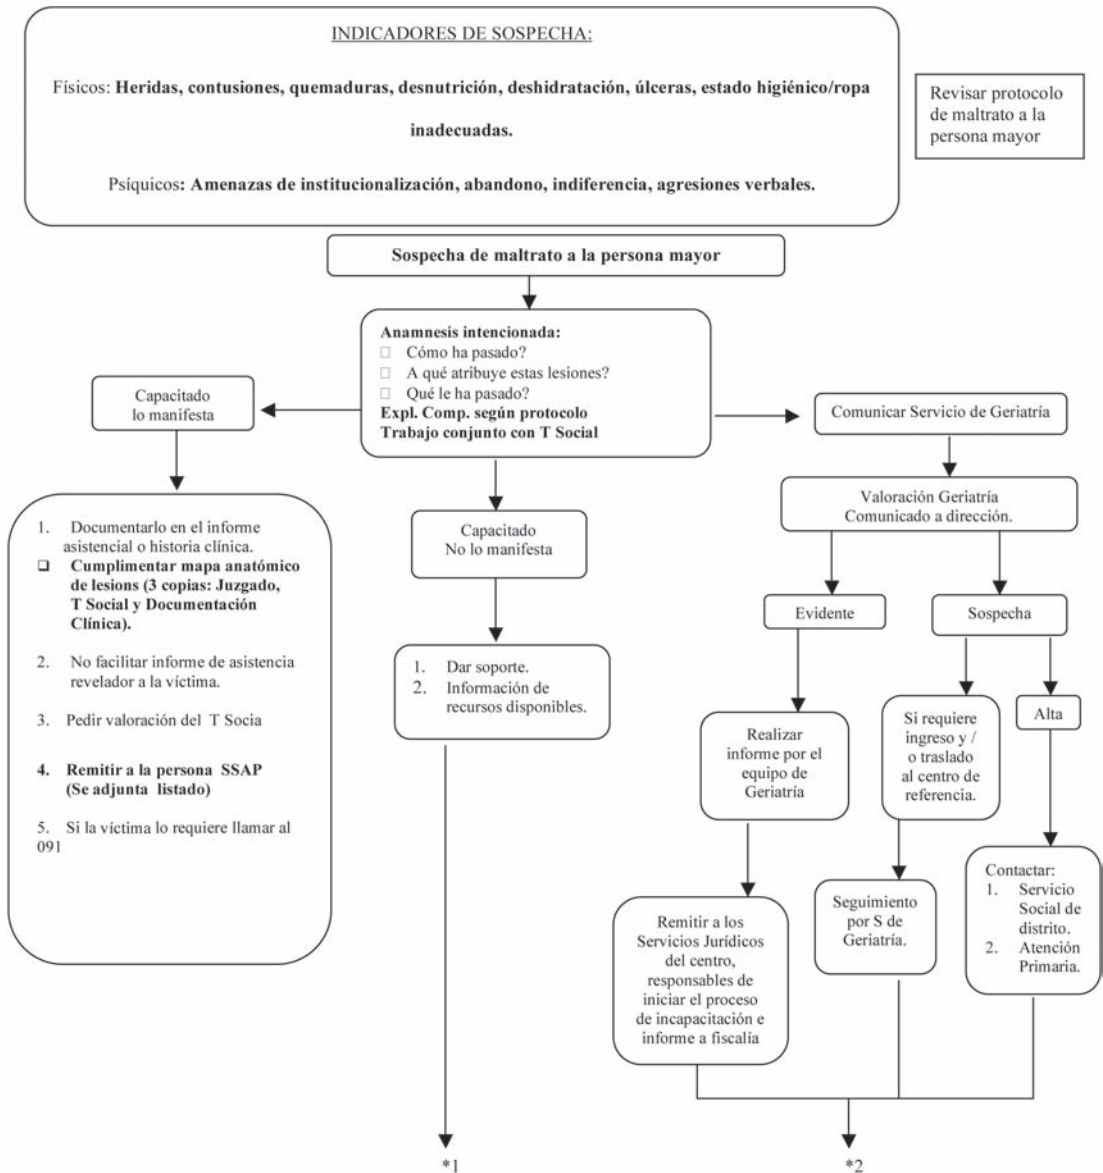 INDICADORES DE SOSPECHA:
Físicos: Heridas, contusiones, quemaduras, desnutrición, deshidratación, úlceras, estado higiénico/ropa
inadecuadas.
Psíquicos: Amenazas de institucionalización, abandono, indiferencia, agresiones verbales.
Revisar protocolo
de maltrato a la
persona mayor
Sospecha de maltrato a la persona mayor
Anamnesis intencionada:
□ Cómo ha pasado?
□ A qué atribuye estas lesiones?
□ Qué le ha pasado?
Expl. Comp. según protocolo
Trabajo conjunto con T Social
Capacitado
lo manifesta
1. Documentarlo en el informe
asistencial o historia clínica.
❑ Cumplimentar mapa anatómico
de lesions (3 copias: Juzgado,
T Social y Documentación
Clínica).
2. No facilitar informe de asistencia
revelador a la víctima.
3. Pedir valoración del T Socia
4. Remitir a la persona SSAP
(Se adjunta listado)
5. Si la víctima lo requiere llamar al
091
Capacitado
No lo manifesta
1. Dar soporte.
2. Información de
recursos disponibles.
*1
Comunicar Servicio de Geriatría
Valoración Geriatría
Comunicado a dirección.
Evidente
Realizar
informe por el
equipo de
Geriatría
Remitir a los
Servicios Jurídicos
del centro,
responsables de
iniciar el proceso
de incapacitación e
informe a fiscalía
Sospecha
Si requiere
ingreso y /
o traslado
al centro de
referencia.
Seguimiento
por S de
Geriatría.
Alta
Contactar:
1. Servicio
Social de
distrito.
2. Atención
Primaria.
*2